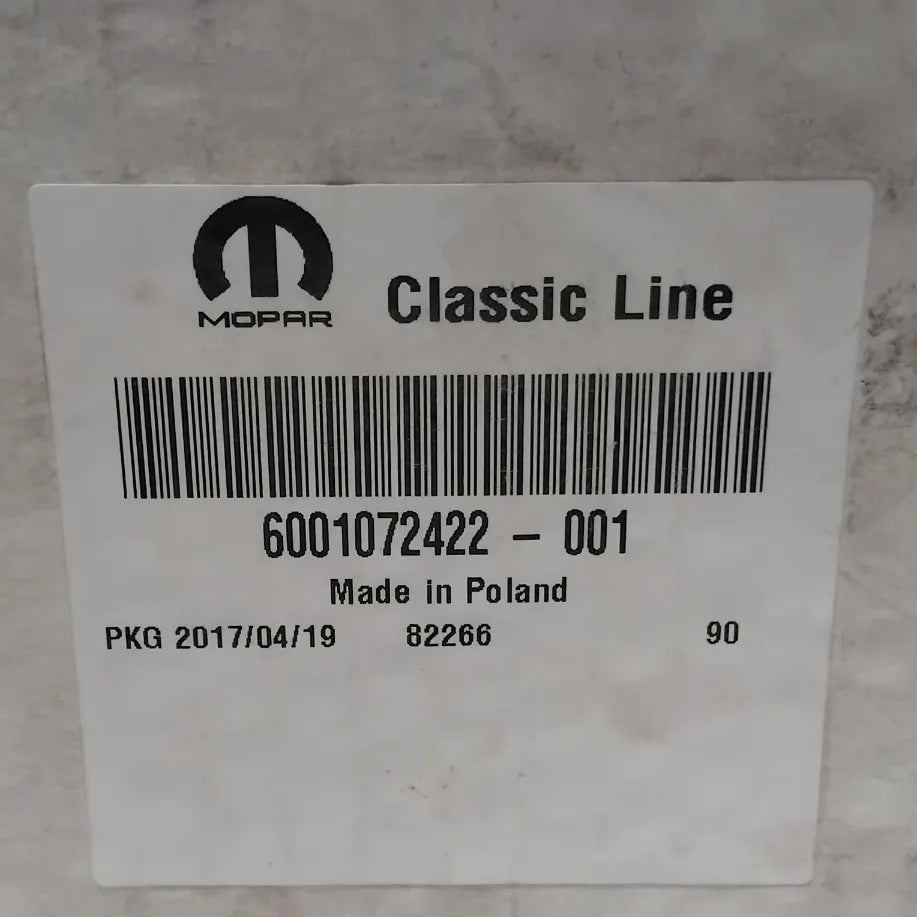 MOPAR
Classic Line
6001072422 - 001
Made in Poland
PKG 2017/04/19 82266 90